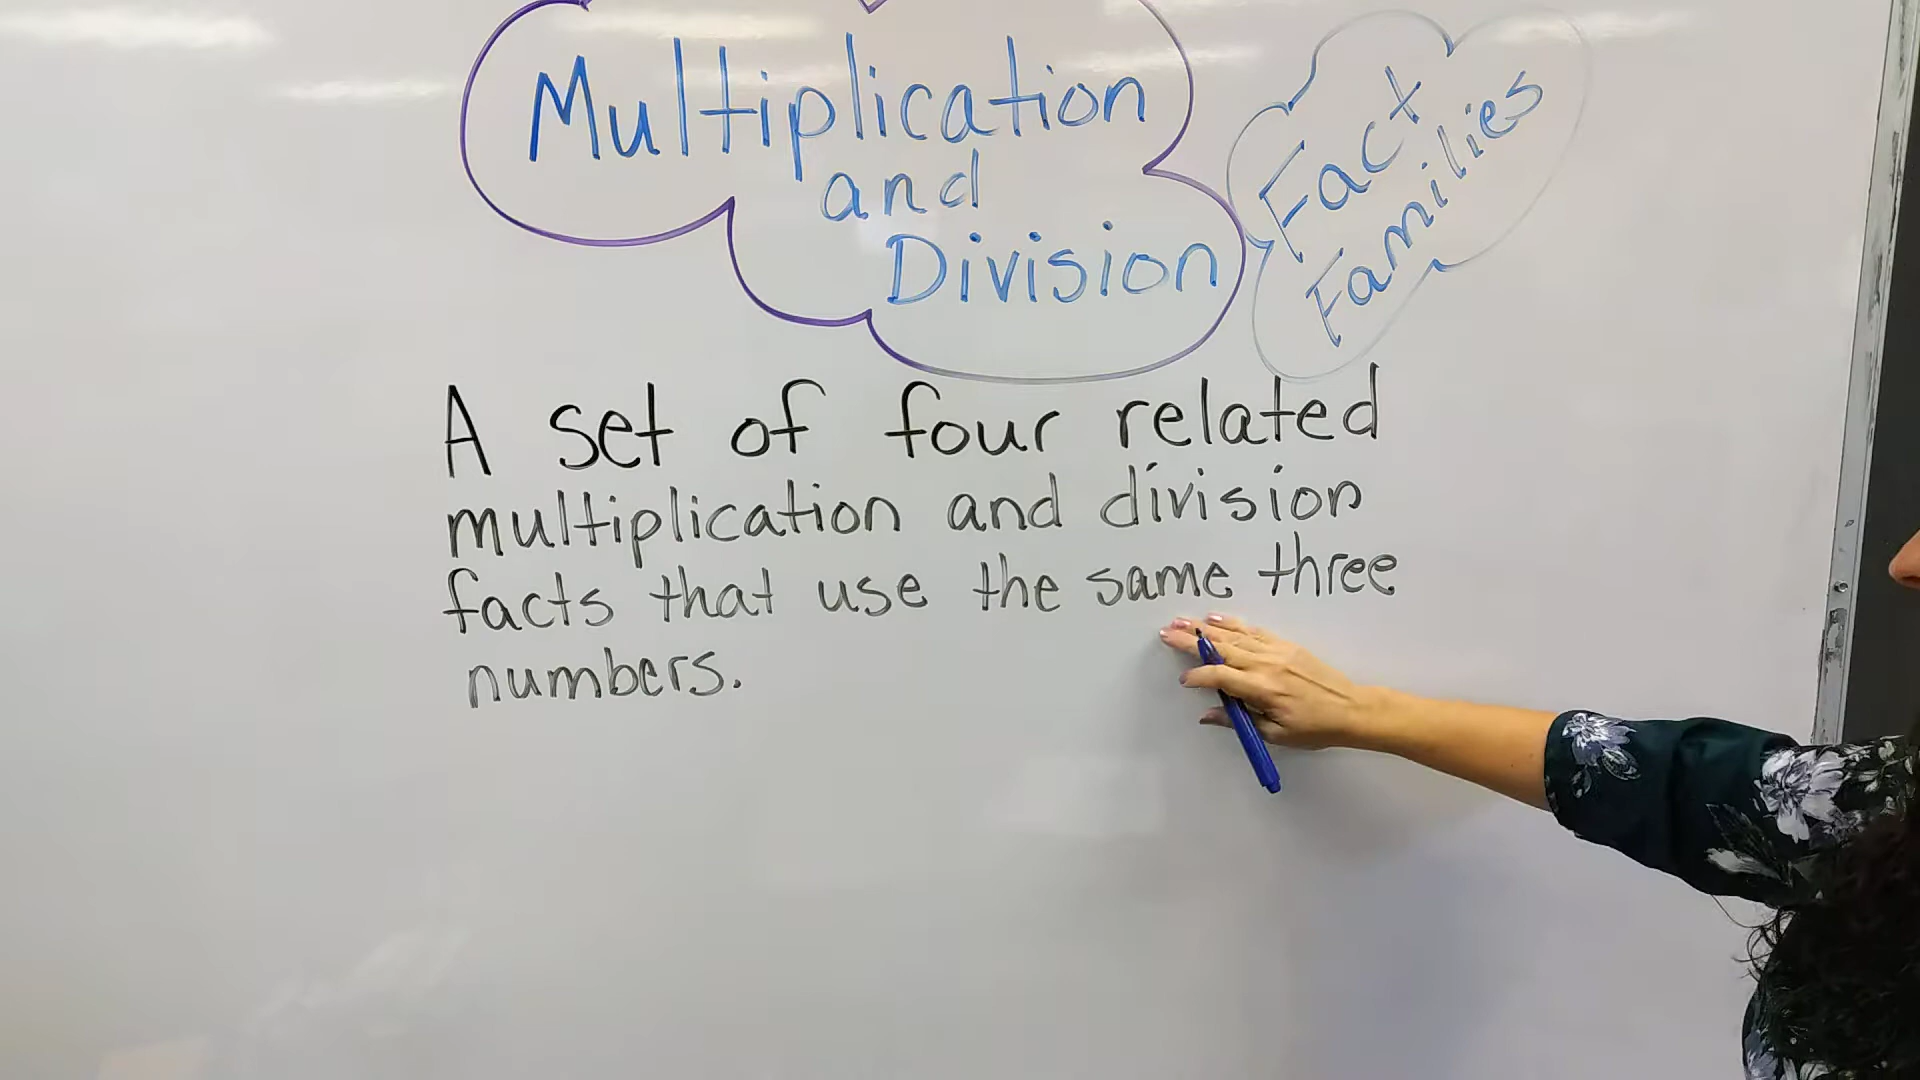 Multiplication
and
Division
Fact
Families
A set of four related
multiplication and division
facts that use the same three
numbers.